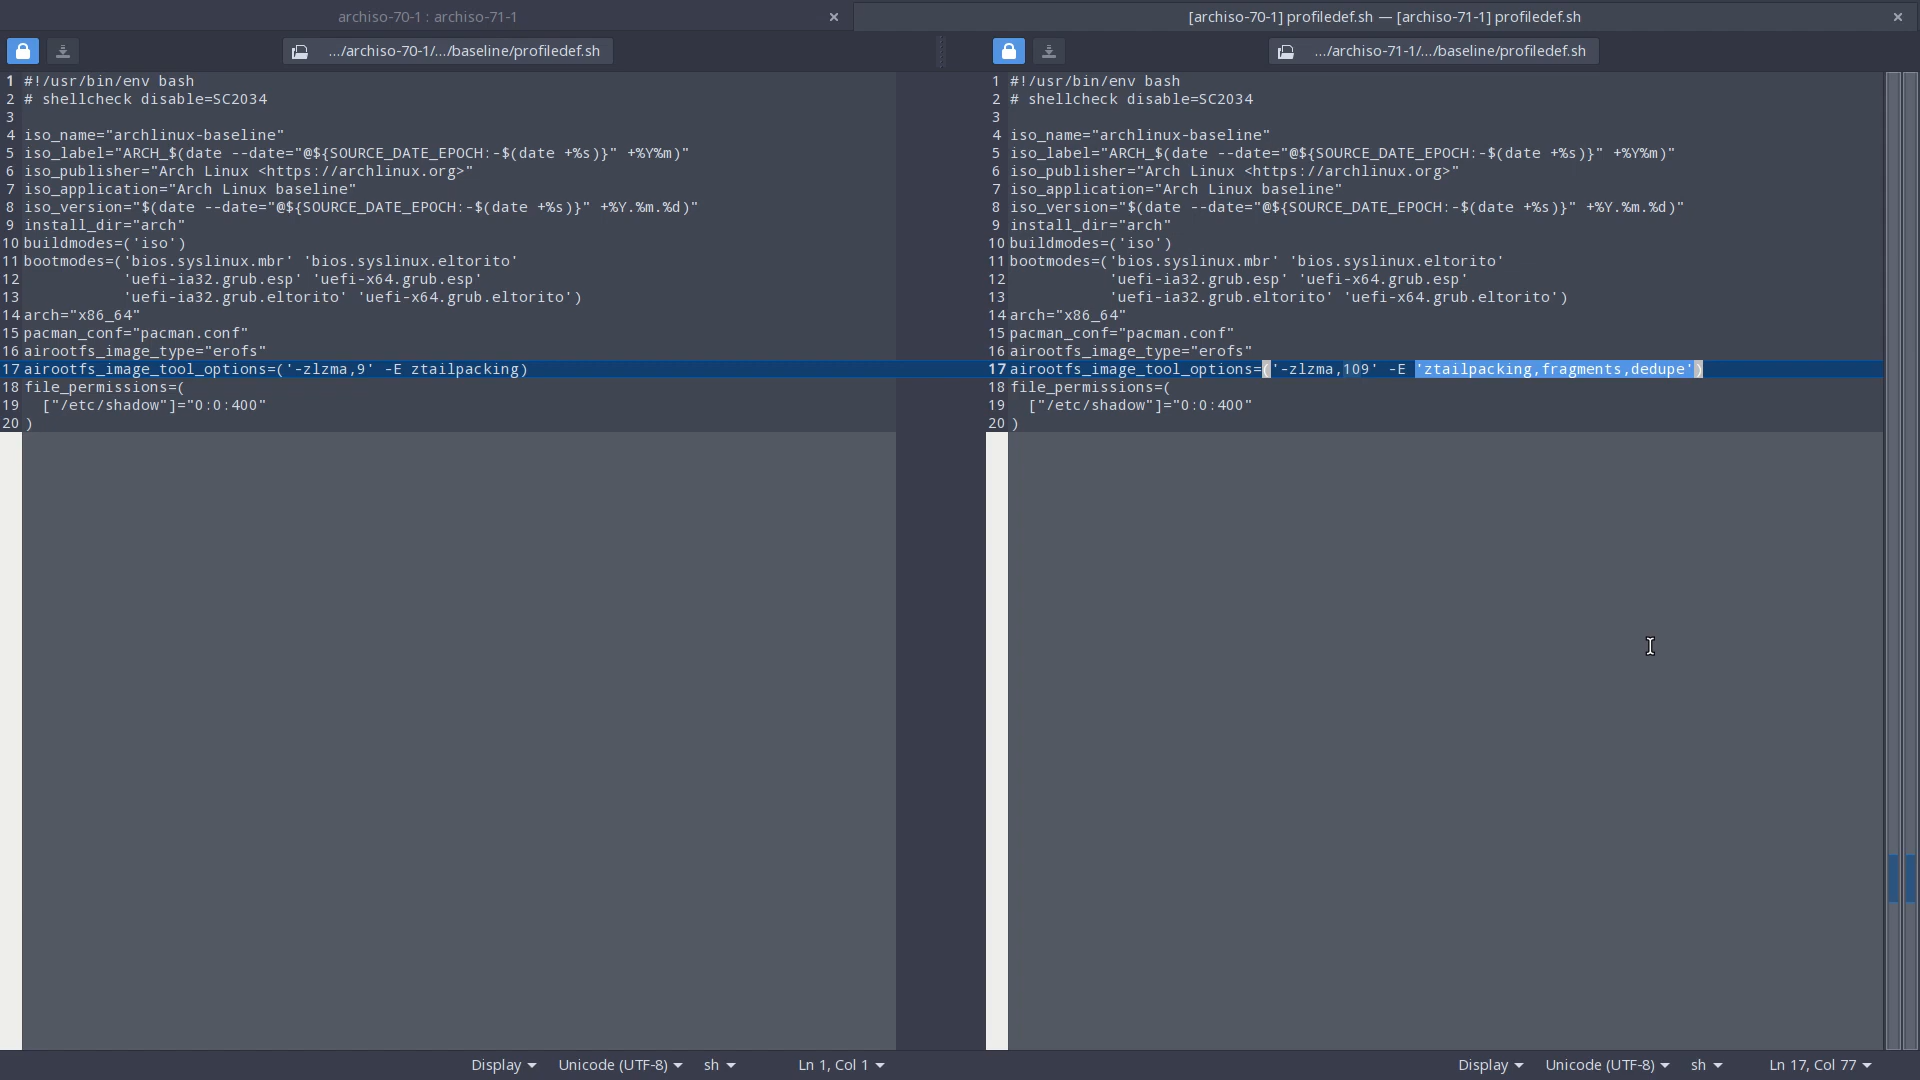 archiso-70-1 : archiso-71-1
[archiso-70-1] profiledef.sh — [archiso-71-1] profiledef.sh
.../archiso-70-1/.../baseline/profiledef.sh
1 #!/usr/bin/env bash
2 # shellcheck disable=SC2034
3
4 iso_name="archlinux-baseline"
5 iso_label="ARCH_$(date --date="@${SOURCE_DATE_EPOCH:-$(date +%s)}" +%Y%m)"
6 iso_publisher="Arch Linux <https://archlinux.org>"
7 iso_application="Arch Linux baseline"
8 iso_version="$(date --date="@${SOURCE_DATE_EPOCH:-$(date +%s)}" +%Y.%m.%d)"
9 install_dir="arch"
10 buildmodes=('iso')
11 bootmodes=('bios.syslinux.mbr' 'bios.syslinux.eltorito'
12            'uefi-ia32.grub.esp' 'uefi-x64.grub.esp'
13            'uefi-ia32.grub.eltorito' 'uefi-x64.grub.eltorito')
14 arch="x86_64"
15 pacman_conf="pacman.conf"
16 airootfs_image_type="erofs"
17 airootfs_image_tool_options=('-zlzma,9' -E ztailpacking)
18 file_permissions=(
19   ["/etc/shadow"]="0:0:400"
20 )
Display Unicode (UTF-8) sh Ln 1, Col 1
.../archiso-71-1/.../baseline/profiledef.sh
1 #!/usr/bin/env bash
2 # shellcheck disable=SC2034
3
4 iso_name="archlinux-baseline"
5 iso_label="ARCH_$(date --date="@${SOURCE_DATE_EPOCH:-$(date +%s)}" +%Y%m)"
6 iso_publisher="Arch Linux <https://archlinux.org>"
7 iso_application="Arch Linux baseline"
8 iso_version="$(date --date="@${SOURCE_DATE_EPOCH:-$(date +%s)}" +%Y.%m.%d)"
9 install_dir="arch"
10 buildmodes=('iso')
11 bootmodes=('bios.syslinux.mbr' 'bios.syslinux.eltorito'
12            'uefi-ia32.grub.esp' 'uefi-x64.grub.esp'
13            'uefi-ia32.grub.eltorito' 'uefi-x64.grub.eltorito')
14 arch="x86_64"
15 pacman_conf="pacman.conf"
16 airootfs_image_type="erofs"
17 airootfs_image_tool_options=('-zlzma,109' -E 'ztailpacking,fragments,dedupe')
18 file_permissions=(
19   ["/etc/shadow"]="0:0:400"
20 )
Display Unicode (UTF-8) sh Ln 17, Col 77